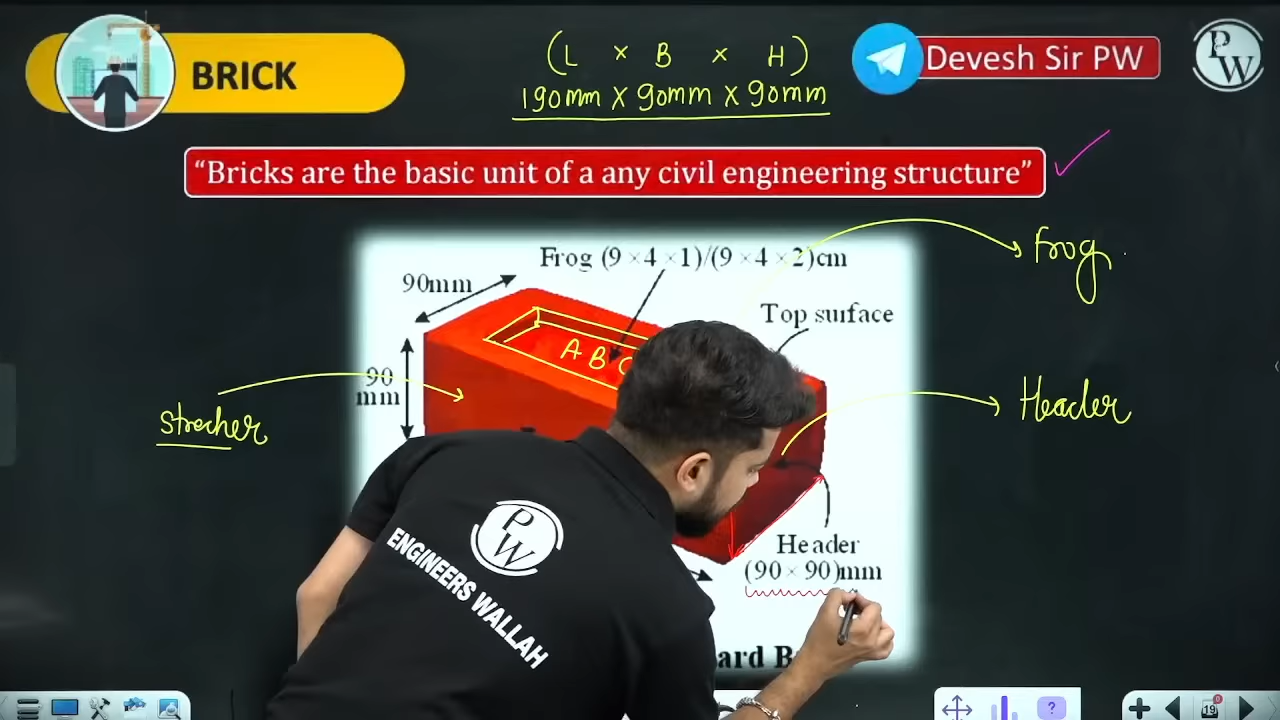 BRICK
(L × B × H)
190mm × 90mm × 90mm
Devesh Sir PW
PW
“Bricks are the basic unit of a any civil engineering structure”
Frog (9 × 4 × 1)/(9 × 4 × 2)cm
Frog
90mm
Top surface
A B C
90
mm
Header
Strecher
PW
ENGINEERS WALLAH
Header
(90 × 90)mm
ard B
19